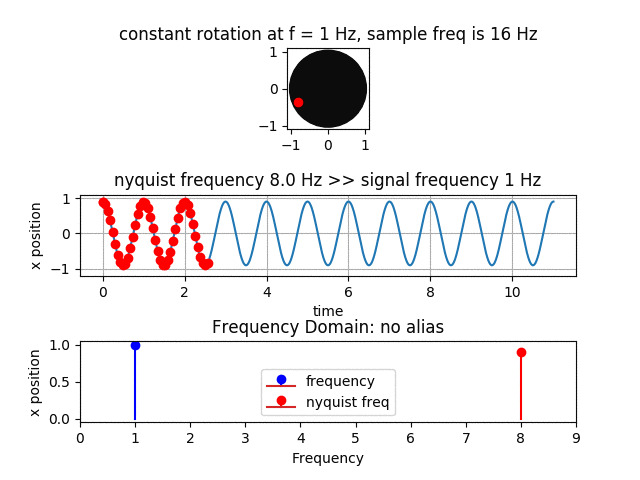 constant rotation at f = 1 Hz, sample freq is 16 Hz
1
0
−1
−1 0 1
nyquist frequency 8.0 Hz >> signal frequency 1 Hz
x position
1
0
−1
0 2 4 6 8 10
time
Frequency Domain: no alias
x position
1.0
0.5
0.0
frequency
nyquist freq
0 1 2 3 4 5 6 7 8 9
Frequency